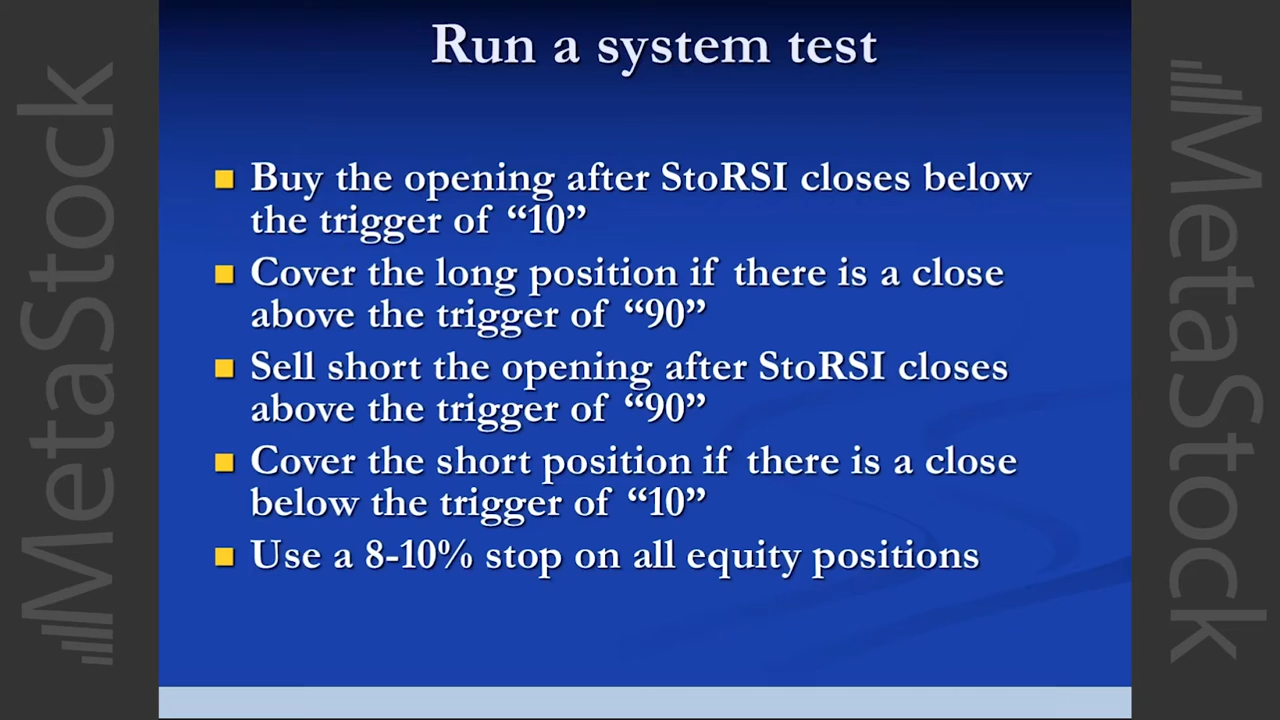 Run a system test
Buy the opening after StoRSI closes below
the trigger of “10”
Cover the long position if there is a close
above the trigger of “90”
Sell short the opening after StoRSI closes
above the trigger of “90”
Cover the short position if there is a close
below the trigger of “10”
Use a 8-10% stop on all equity positions
MetaStock
MetaStock